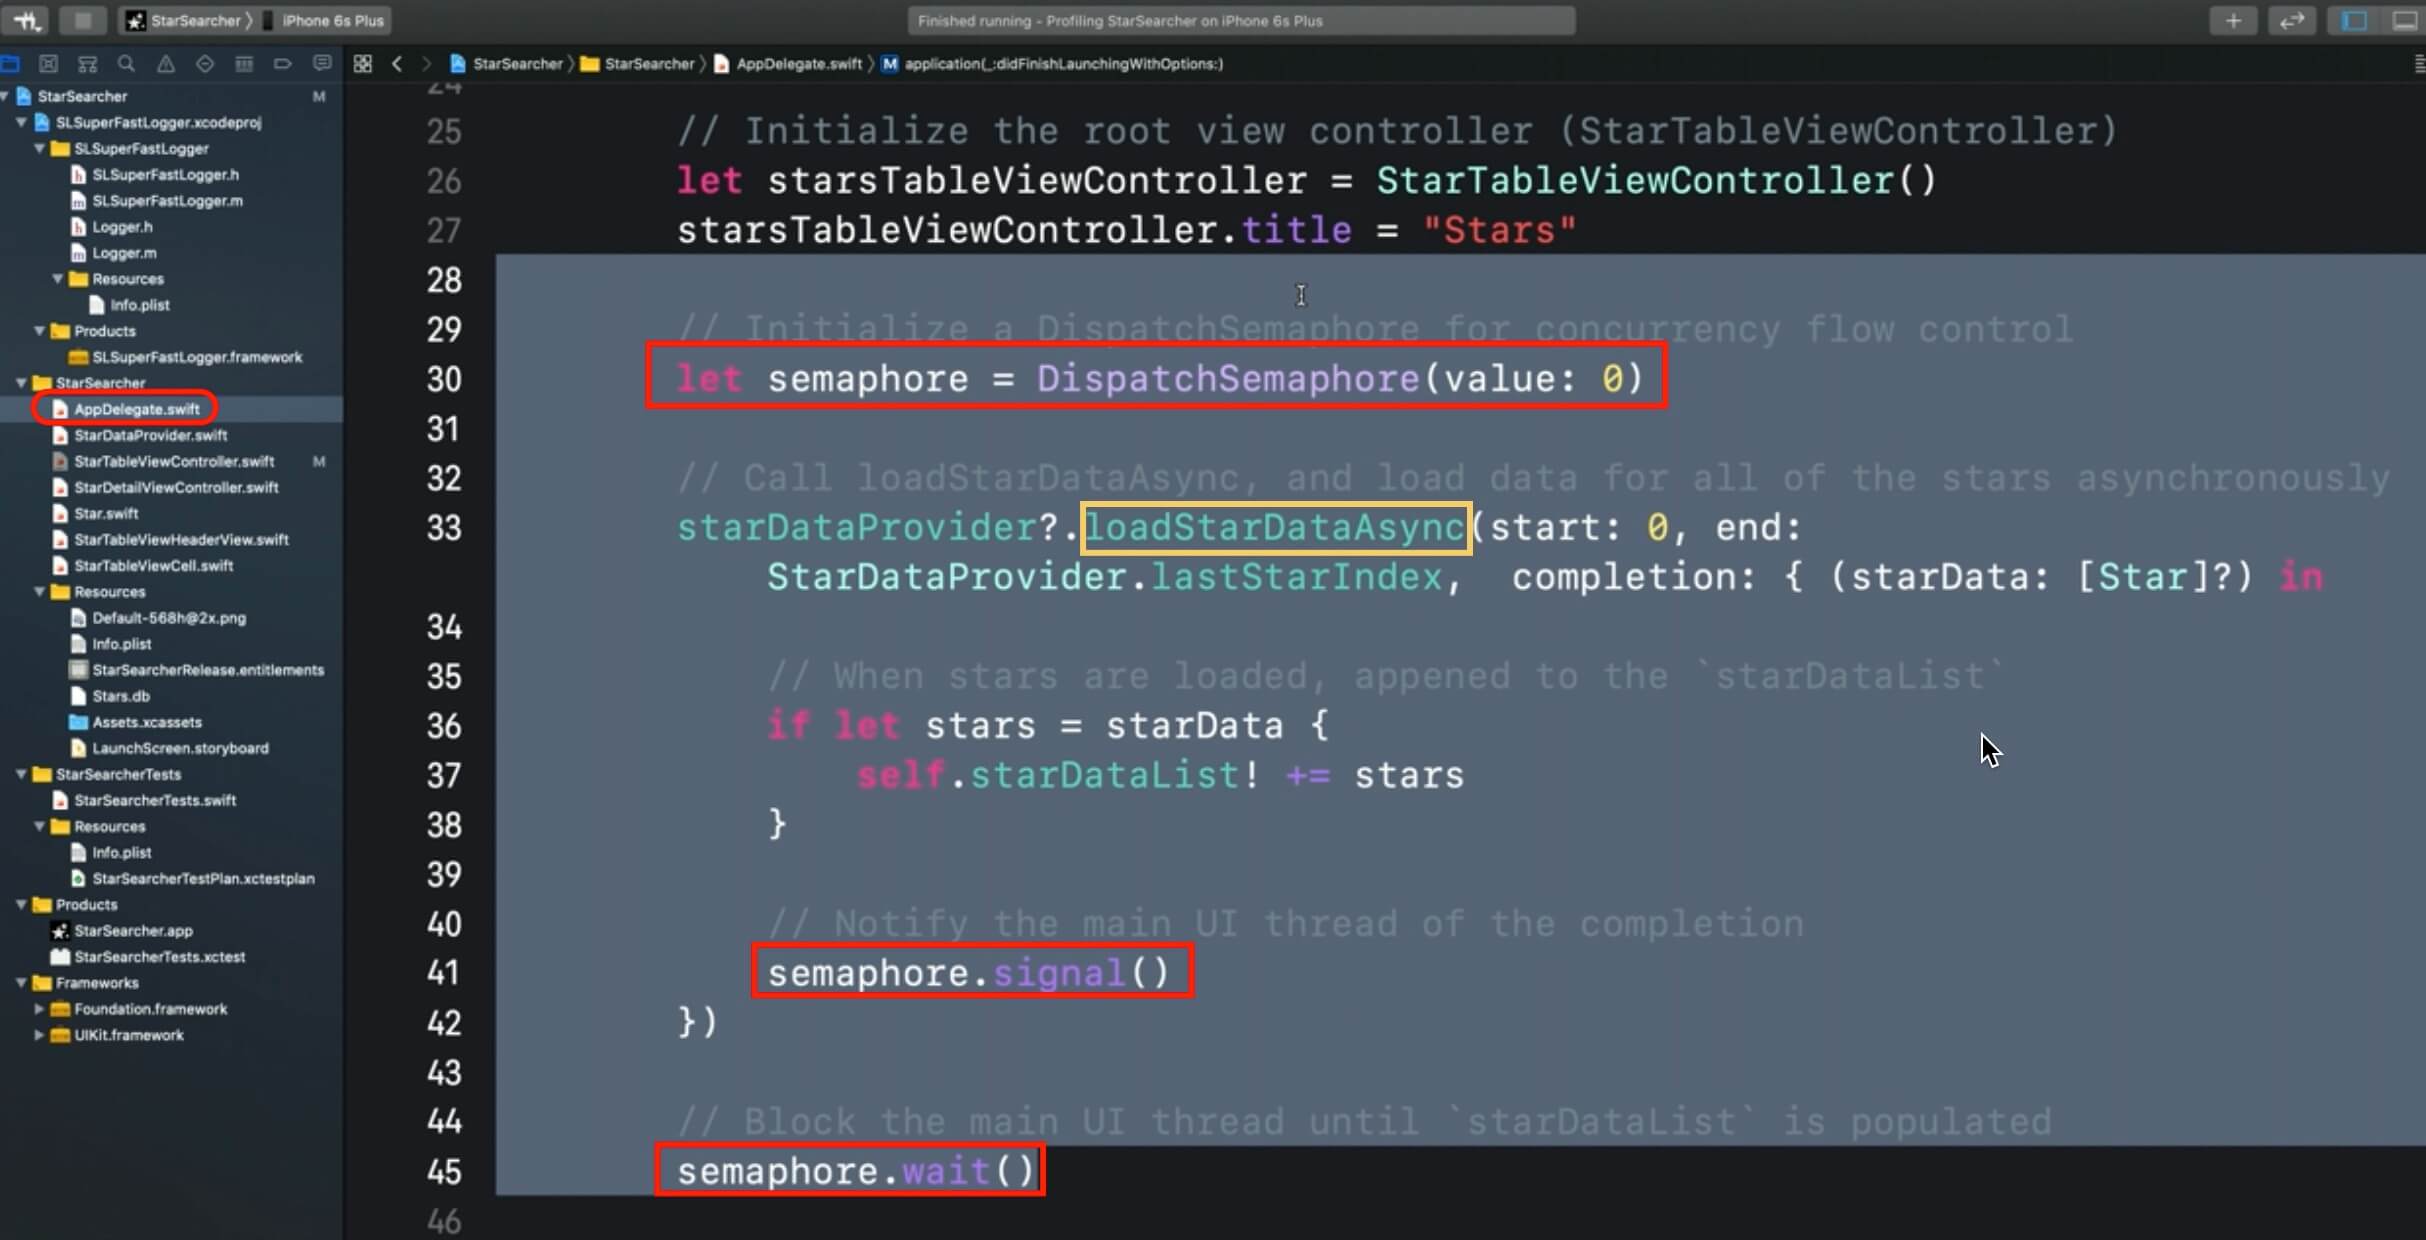 StarSearcher 〉 iPhone 6s Plus
Finished running - Profiling StarSearcher on iPhone 6s Plus
StarSearcher 〉 StarSearcher 〉 AppDelegate.swift 〉 M application(_:didFinishLaunchingWithOptions:)
StarSearcher M
SLSuperFastLogger.xcodeproj
SLSuperFastLogger
SLSuperFastLogger.h
SLSuperFastLogger.m
Logger.h
Logger.m
Resources
Info.plist
Products
SLSuperFastLogger.framework
StarSearcher
AppDelegate.swift
StarDataProvider.swift
StarTableViewController.swift M
StarDetailViewController.swift
Star.swift
StarTableViewHeaderView.swift
StarTableViewCell.swift
Resources
Default-568h@2x.png
Info.plist
StarSearcherRelease.entitlements
Stars.db
Assets.xcassets
LaunchScreen.storyboard
StarSearcherTests
StarSearcherTests.swift
Resources
Info.plist
StarSearcherTestPlan.xctestplan
Products
StarSearcher.app
StarSearcherTests.xctest
Frameworks
Foundation.framework
UIKit.framework
24
25 // Initialize the root view controller (StarTableViewController)
26 let starsTableViewController = StarTableViewController()
27 starsTableViewController.title = "Stars"
28
29 // Initialize a DispatchSemaphore for concurrency flow control
30 let semaphore = DispatchSemaphore(value: 0)
31
32 // Call loadStarDataAsync, and load data for all of the stars asynchronously
33 starDataProvider?.loadStarDataAsync(start: 0, end:
StarDataProvider.lastStarIndex,  completion: { (starData: [Star]?) in
34
35 // When stars are loaded, appened to the `starDataList`
36 if let stars = starData {
37 self.starDataList! += stars
38 }
39
40 // Notify the main UI thread of the completion
41 semaphore.signal()
42 })
43
44 // Block the main UI thread until `starDataList` is populated
45 semaphore.wait()
46